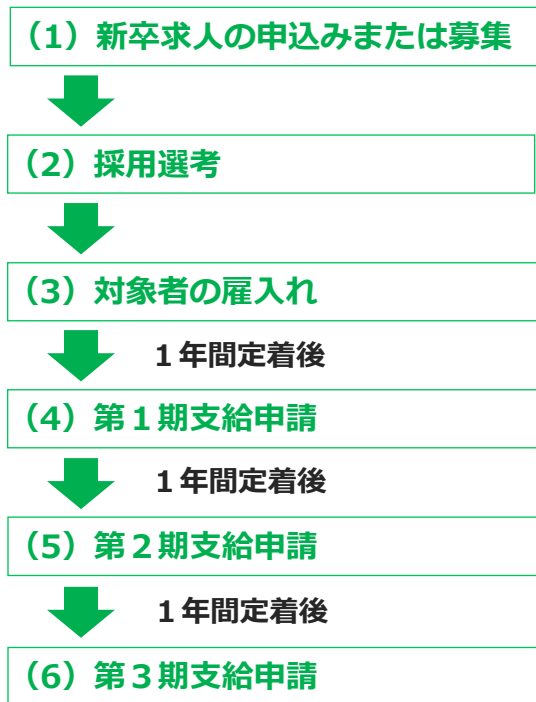 （1）新卒求人の申込みまたは募集
（2）採用選考
（3）対象者の雇入れ
１年間定着後
（4）第１期支給申請
１年間定着後
（5）第２期支給申請
１年間定着後
（6）第３期支給申請